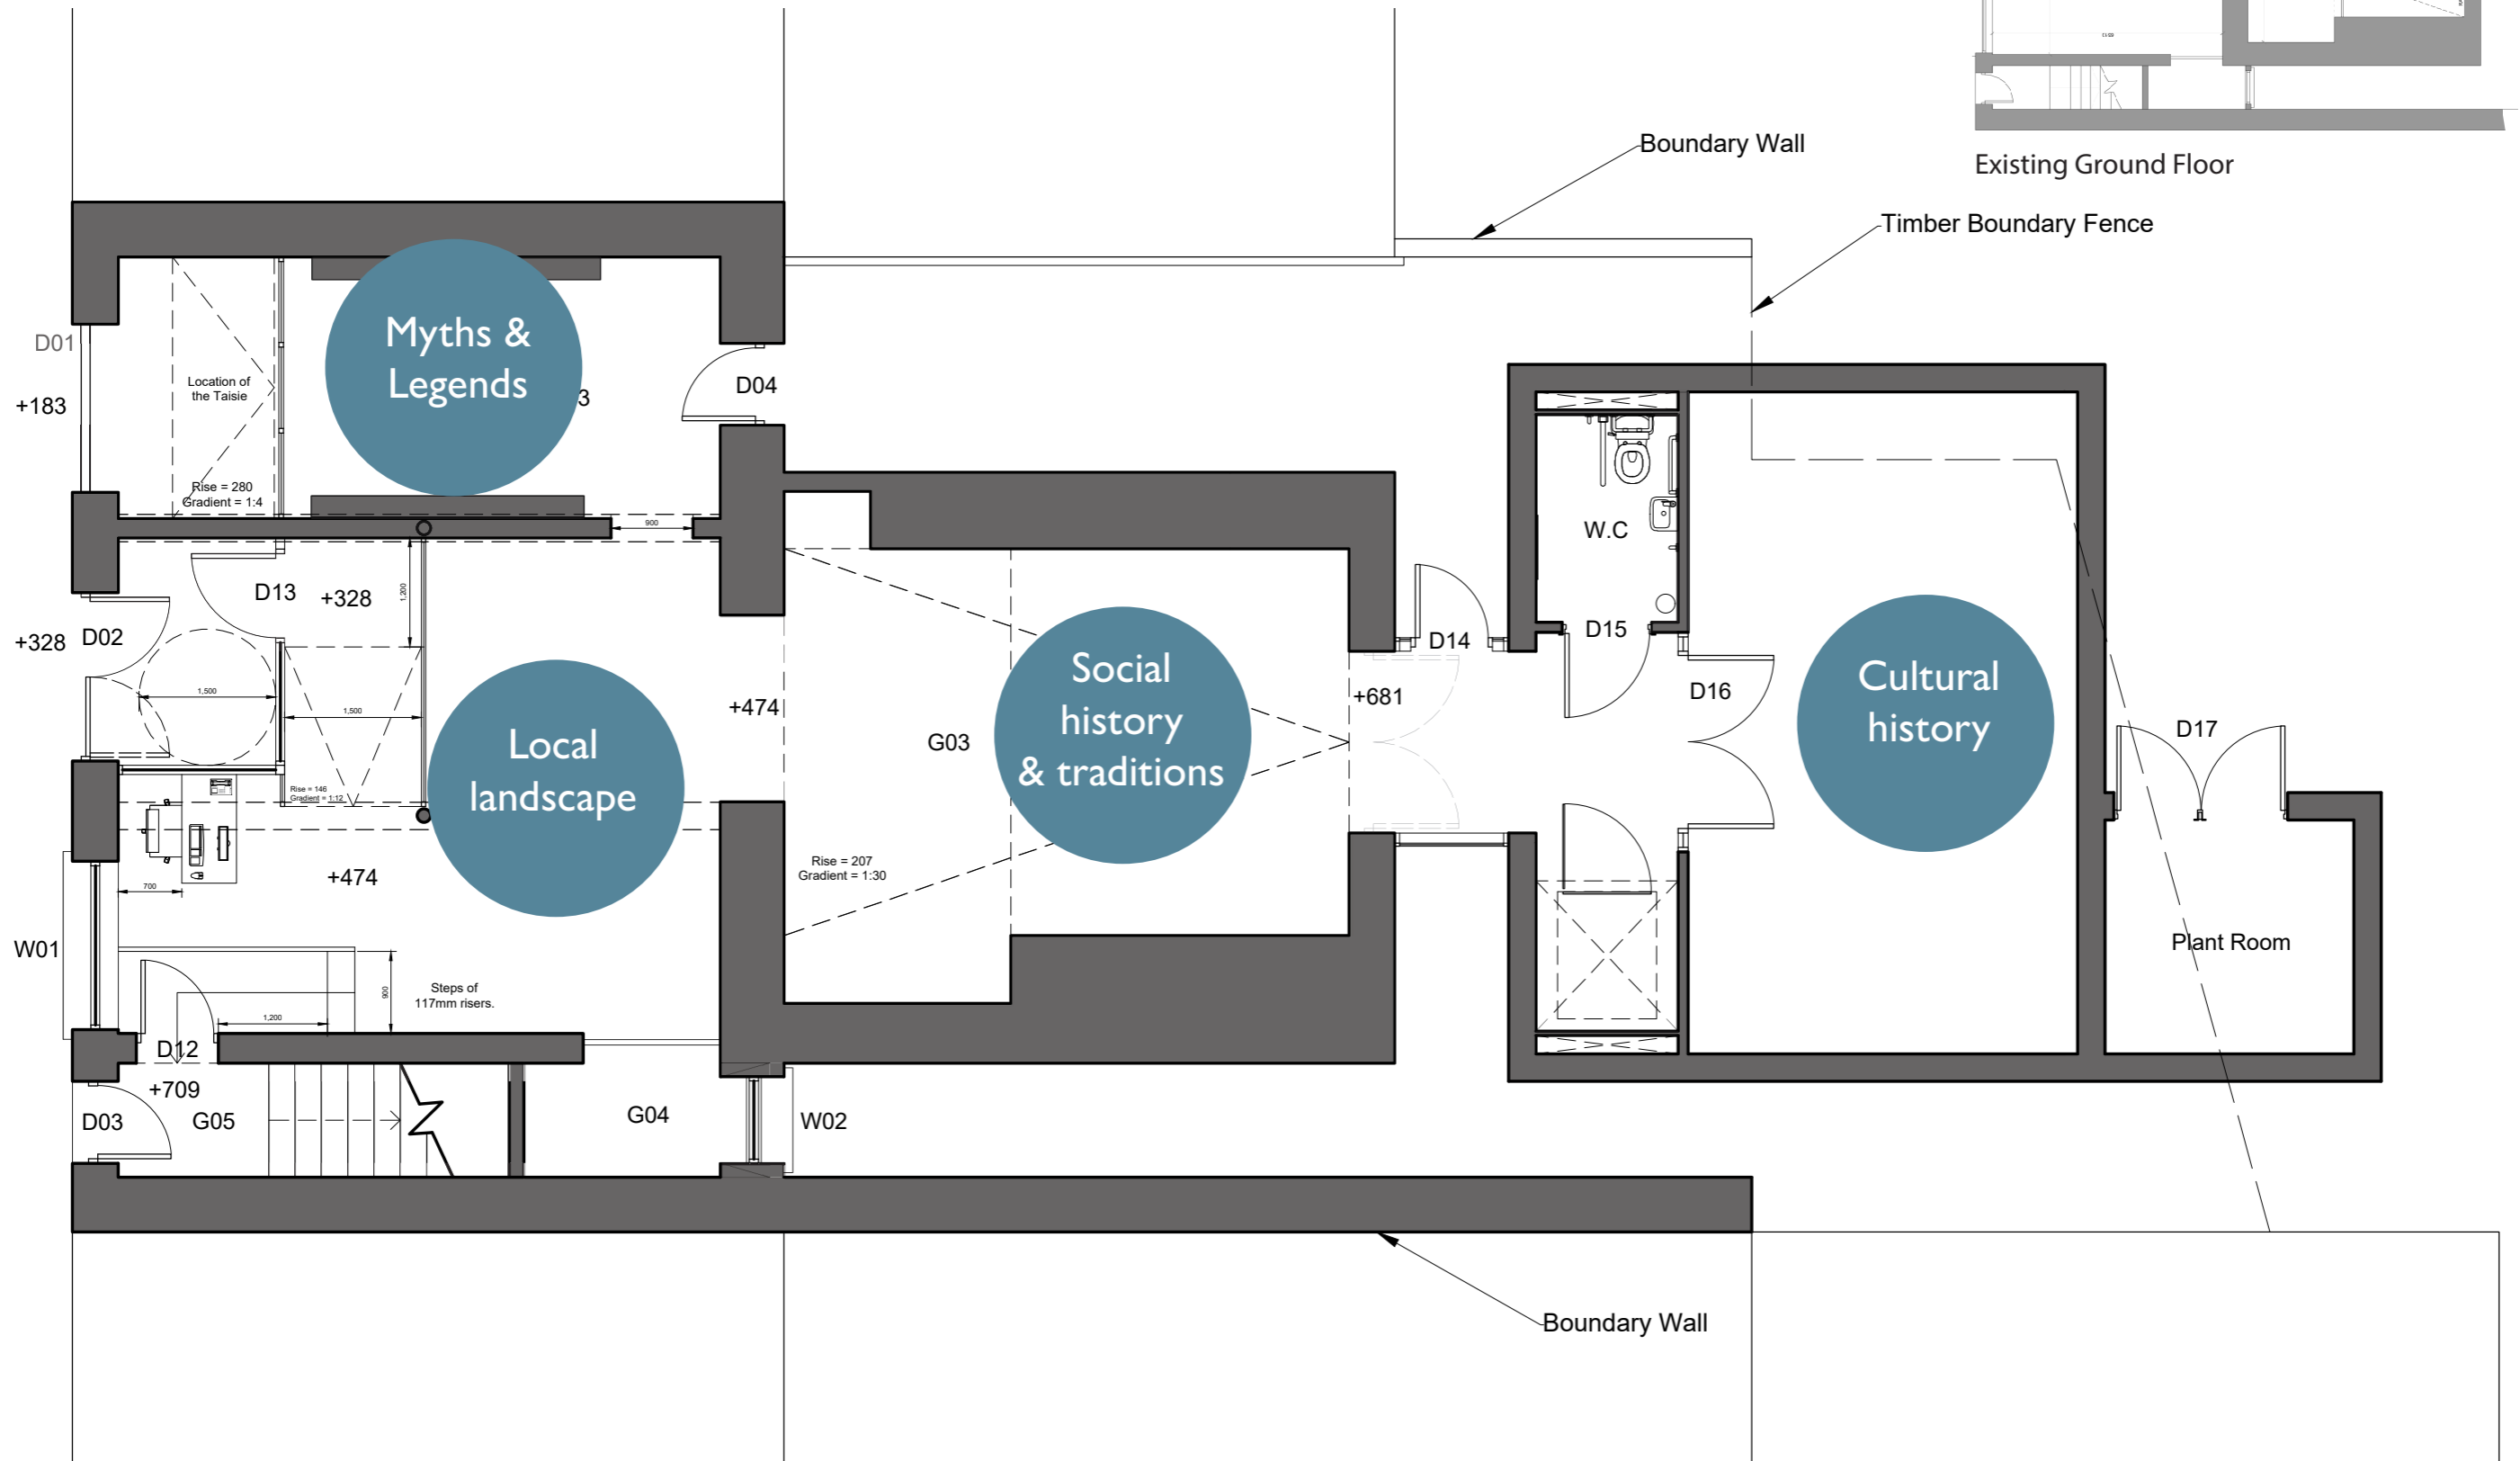 Boundary Wall
Existing Ground Floor
Timber Boundary Fence
D01
+183
Location of
the Taisie
Myths &
Legends
3
D04
Rise = 280
Gradient = 1:4
900
W.C
D13
+328
1,200
+328
D02
D14
D15
1,500
1,500
+474
G03
Social
history
& traditions
+681
D16
Cultural
history
D17
Local
landscape
Rise = 146
Gradient = 1:12
Rise = 207
Gradient = 1:30
700
+474
W01
Plant Room
Steps of
117mm risers.
900
1,200
D12
+709
D03
G05
G04
W02
Boundary Wall